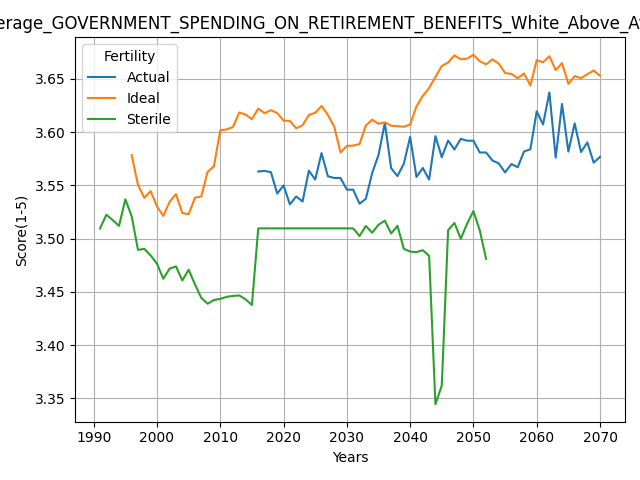 erage_GOVERNMENT_SPENDING_ON_RETIREMENT_BENEFITS_White_Above_A
Fertility
Actual
Ideal
Sterile
Score(1-5)
3.65
3.60
3.55
3.50
3.45
3.40
3.35
1990 2000 2010 2020 2030 2040 2050 2060 2070
Years